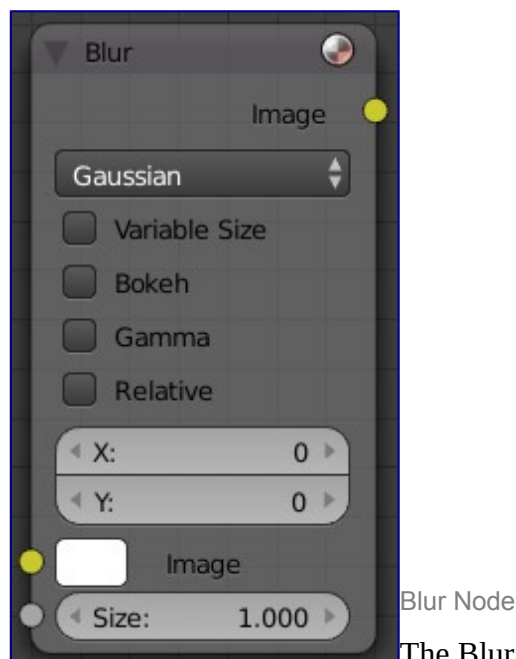 Blur
Image
Gaussian
Variable Size
Bokeh
Gamma
Relative
X: 0
Y: 0
Image
Size: 1.000
Blur Node
The Blur